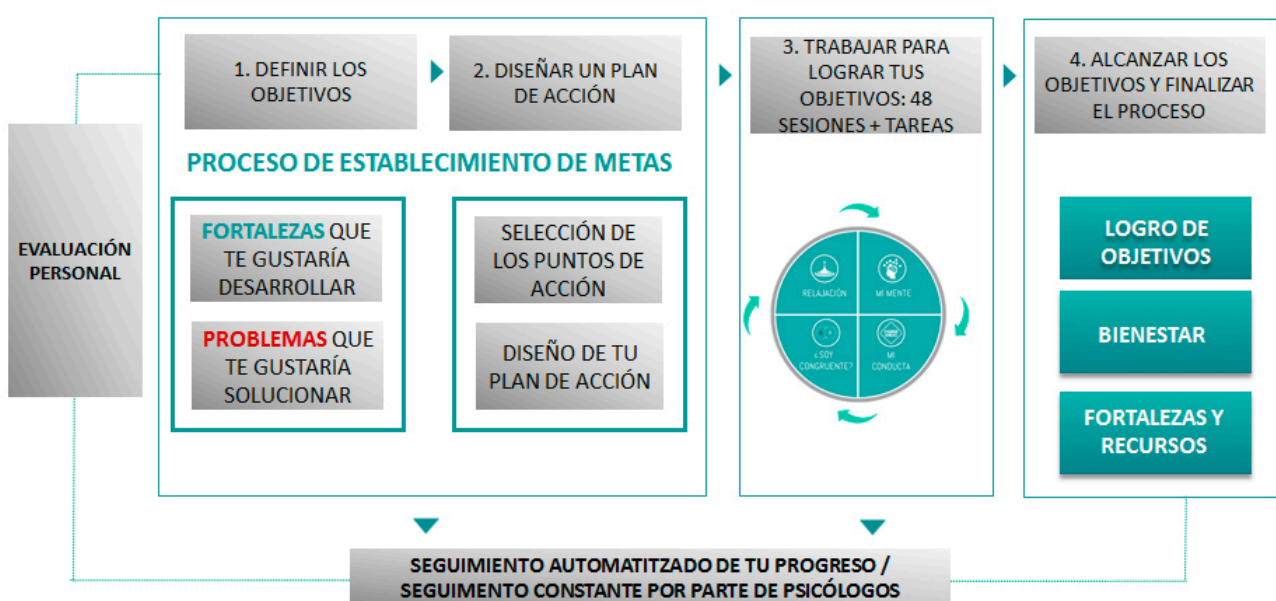 EVALUACIÓN
PERSONAL
1. DEFINIR LOS
OBJETIVOS
2. DISEÑAR UN PLAN
DE ACCIÓN
PROCESO DE ESTABLECIMIENTO DE METAS
FORTALEZAS QUE
TE GUSTARÍA
DESARROLLAR
PROBLEMAS QUE
TE GUSTARÍA
SOLUCIONAR
SELECCIÓN DE
LOS PUNTOS DE
ACCIÓN
DISEÑO DE TU
PLAN DE ACCIÓN
3. TRABAJAR PARA
LOGRAR TUS
OBJETIVOS: 48
SESIONES + TAREAS
RELAJACIÓN
MI MENTE
¿SOY
CONGRUENTE?
MI
CONDUCTA
4. ALCANZAR LOS
OBJETIVOS Y FINALIZAR
EL PROCESO
LOGRO DE
OBJETIVOS
BIENESTAR
FORTALEZAS Y
RECURSOS
SEGUIMIENTO AUTOMATITZADO DE TU PROGRESO /
SEGUIMENTO CONSTANTE POR PARTE DE PSICÓLOGOS